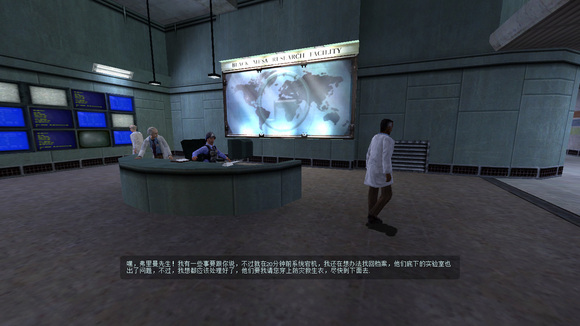 BLACK MESA RESEARCH FACILITY
嘿，弗里曼先生！我有一些事要跟你说，不过就在20分钟前系统宕机，我还在想办法找回档案，他们底下的实验室也
出了问题，不过，我想都应该处理好了，他们要我请您穿上防灾救生衣，尽快到下面去.